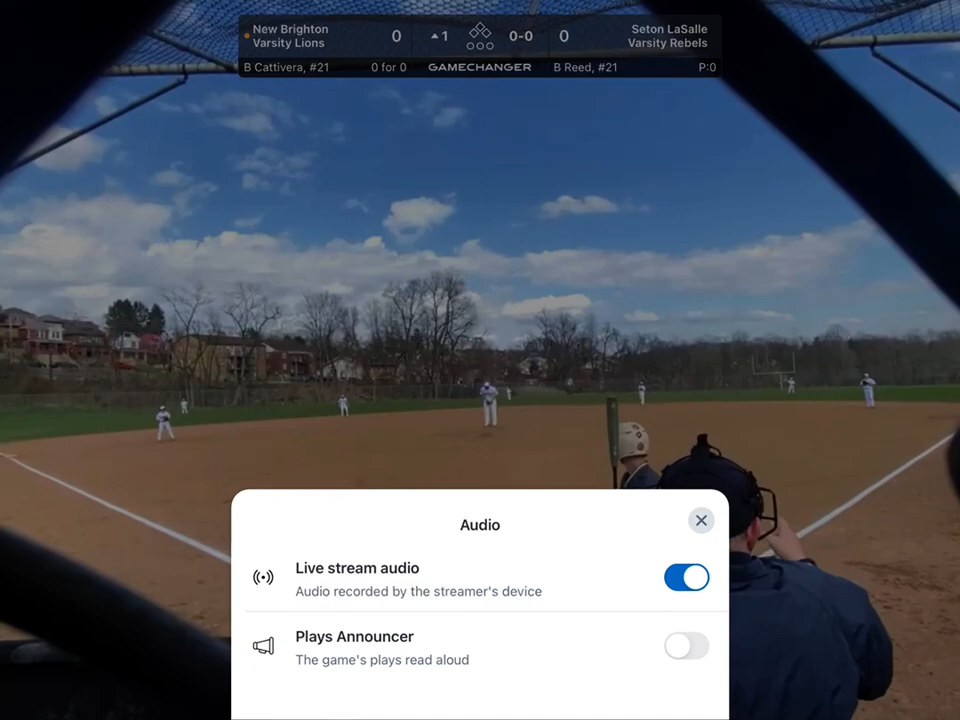 New Brighton
Varsity Lions
0
1
0-0
0
Seton LaSalle
Varsity Rebels
B Cattivera, #21
0 for 0
GAMECHANGER
B Reed, #21
P:0
Audio
Live stream audio
Audio recorded by the streamer's device
Plays Announcer
The game's plays read aloud